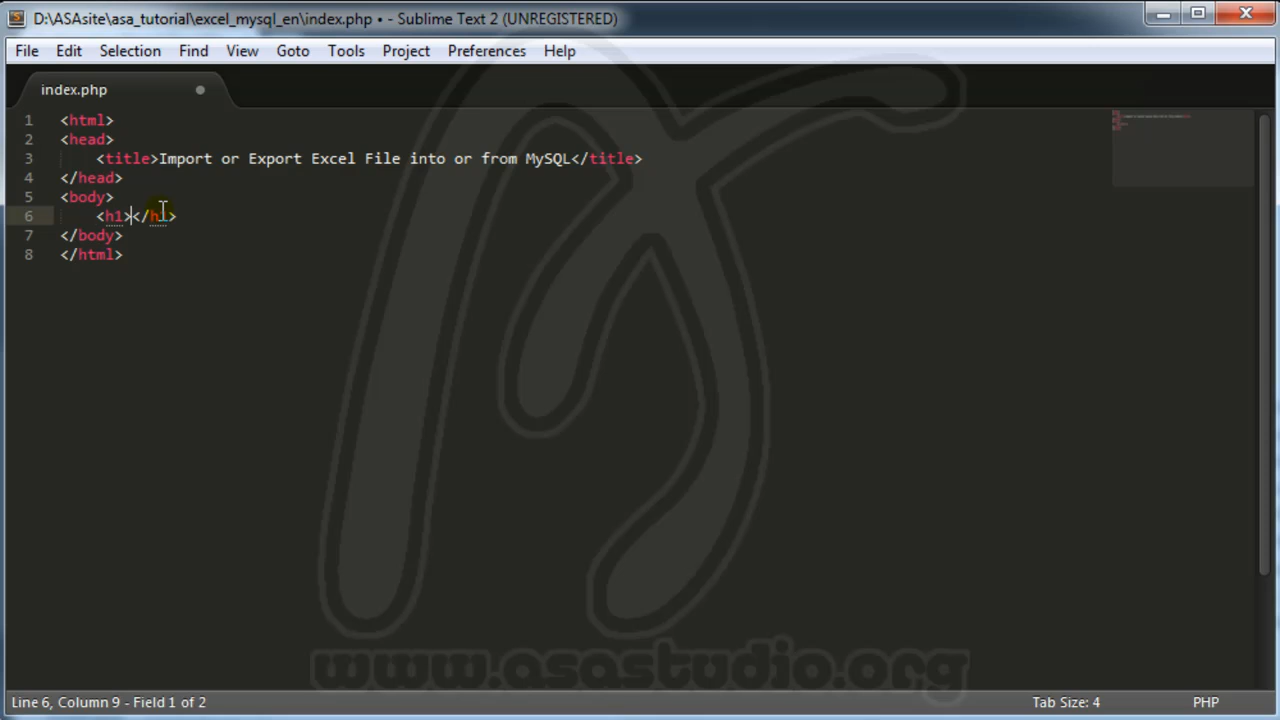 D:\ASAsite\asa_tutorial\excel_mysql_en\index.php • - Sublime Text 2 (UNREGISTERED)
File Edit Selection Find View Goto Tools Project Preferences Help
index.php
1 <html>
2 <head>
3 <title>Import or Export Excel File into or from MySQL</title>
4 </head>
5 <body>
6 <h1></h1>
7 </body>
8 </html>
www.asastudio.org
Line 6, Column 9 - Field 1 of 2 Tab Size: 4 PHP